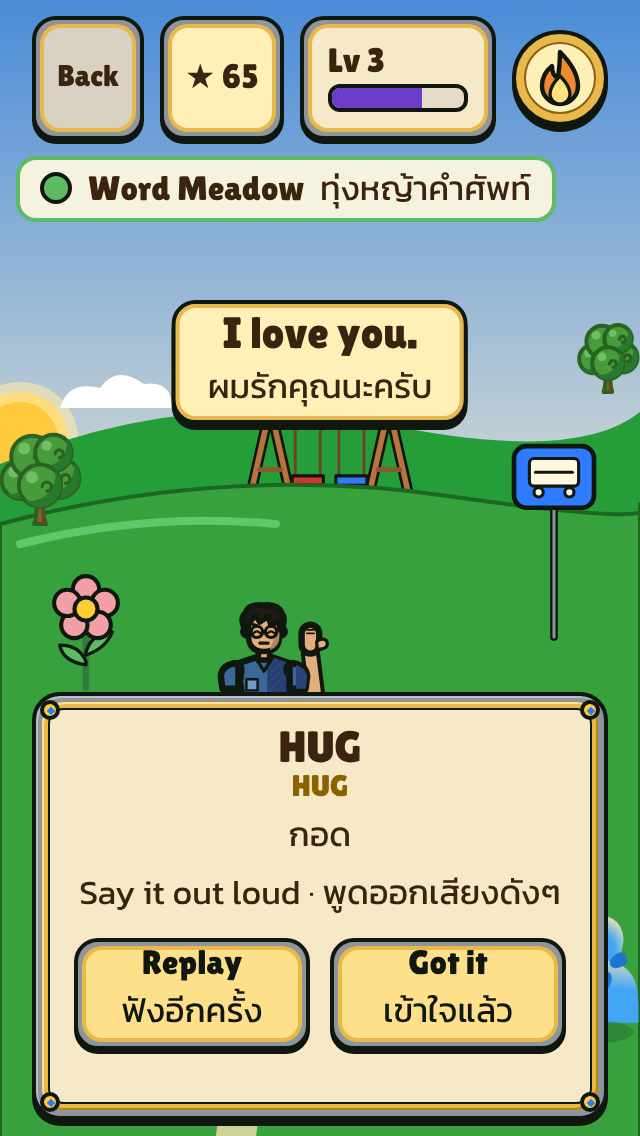 Back
★ 65
Lv 3
Word Meadow ทุ่งหญ้าคำศัพท์
I love you.
ผมรักคุณนะครับ
HUG
HUG
กอด
Say it out loud · พูดออกเสียงดังๆ
Replay
ฟังอีกครั้ง
Got it
เข้าใจแล้ว